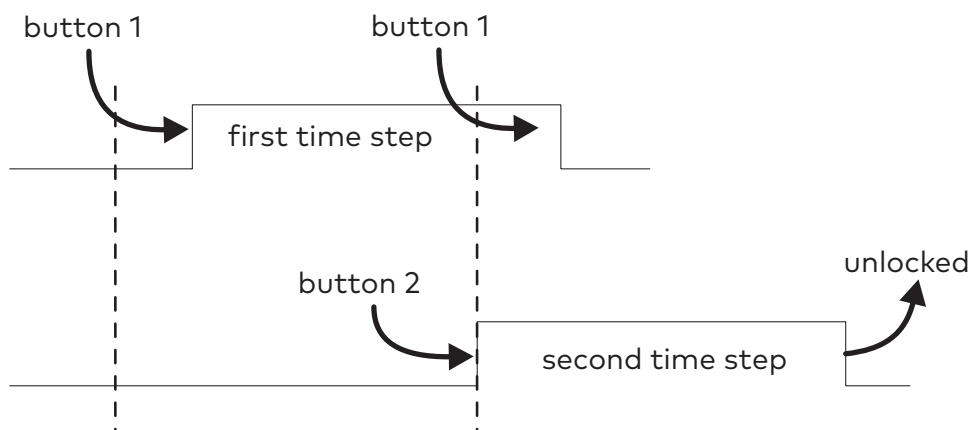 button 1
button 1
first time step
unlocked
button 2
second time step